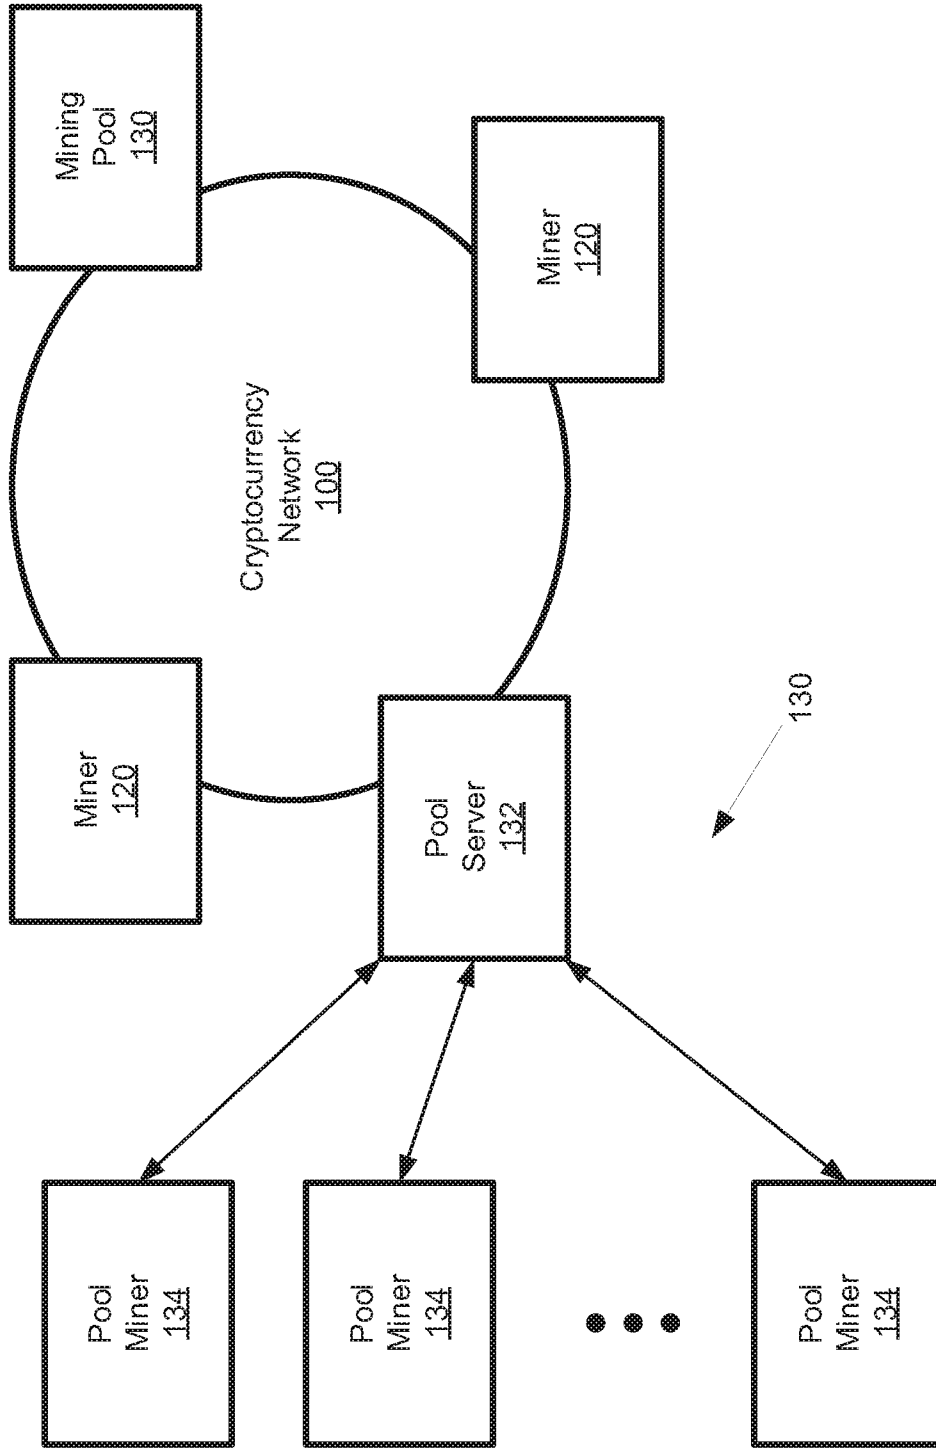 Mining
Pool
130
Miner
120
Cryptocurrency
Network
100
Miner
120
Pool
Server
132
130
Pool
Miner
134
Pool
Miner
134
Pool
Miner
134